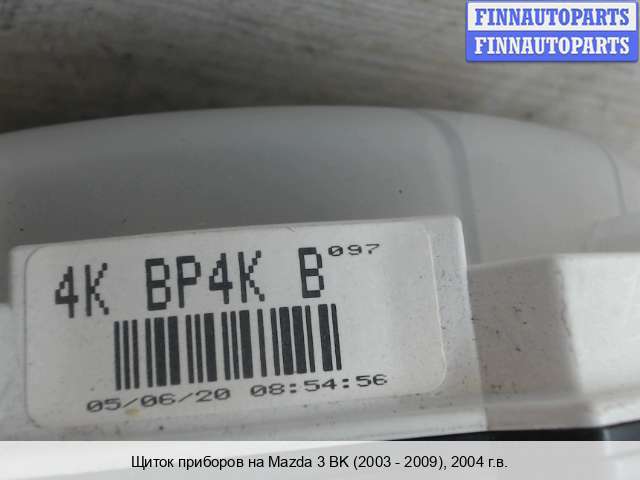 FINNAUTOPARTS
FINNAUTOPARTS
4K BP4K B 097
05/06/20 08:54:56
Щиток приборов на Mazda 3 BK (2003 - 2009), 2004 г.в.